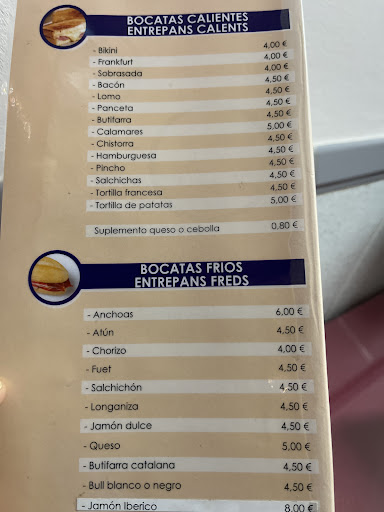 BOCATAS CALIENTES
ENTREPANS CALENTS
- Bikini 4,00 €
- Frankfurt 4,00 €
- Sobrasada 4,00 €
- Bacón 4,50 €
- Lomo 4,50 €
- Panceta 4,50 €
- Butifarra 4,50 €
- Calamares 5,00 €
- Chistorra 4,50 €
- Hamburguesa 4,50 €
- Pincho 4,50 €
- Salchichas 4,50 €
- Tortilla francesa 4,50 €
- Tortilla de patatas 5,00 €
Suplemento queso o cebolla 0,80 €
BOCATAS FRIOS
ENTREPANS FREDS
- Anchoas 6,00 €
- Atún 4,50 €
- Chorizo 4,00 €
- Fuet 4,50 €
- Salchichón 4,50 €
- Longaniza 4,50 €
- Jamón dulce 4,50 €
- Queso 5,00 €
- Butifarra catalana 4,50 €
- Bull blanco o negro 4,50 €
- Jamón Iberico 8,00 €